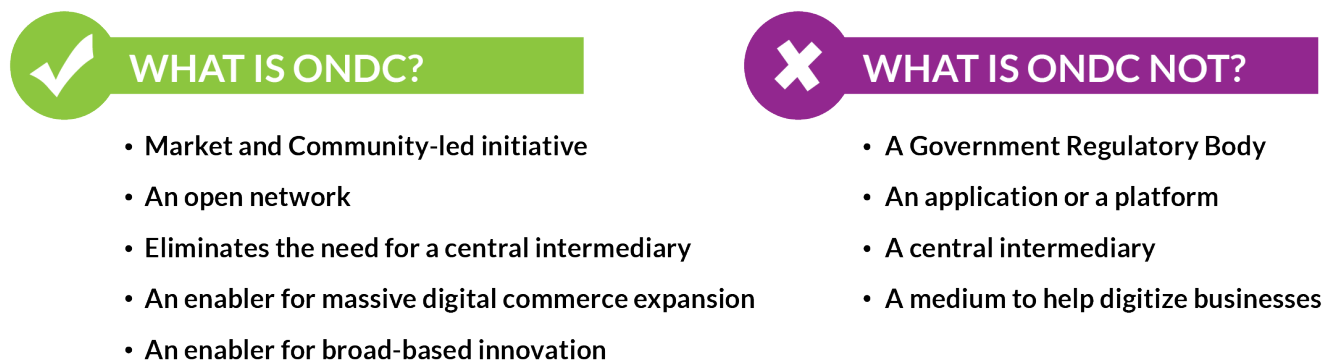 WHAT IS ONDC?
• Market and Community-led initiative
• An open network
• Eliminates the need for a central intermediary
• An enabler for massive digital commerce expansion
• An enabler for broad-based innovation
WHAT IS ONDC NOT?
• A Government Regulatory Body
• An application or a platform
• A central intermediary
• A medium to help digitize businesses